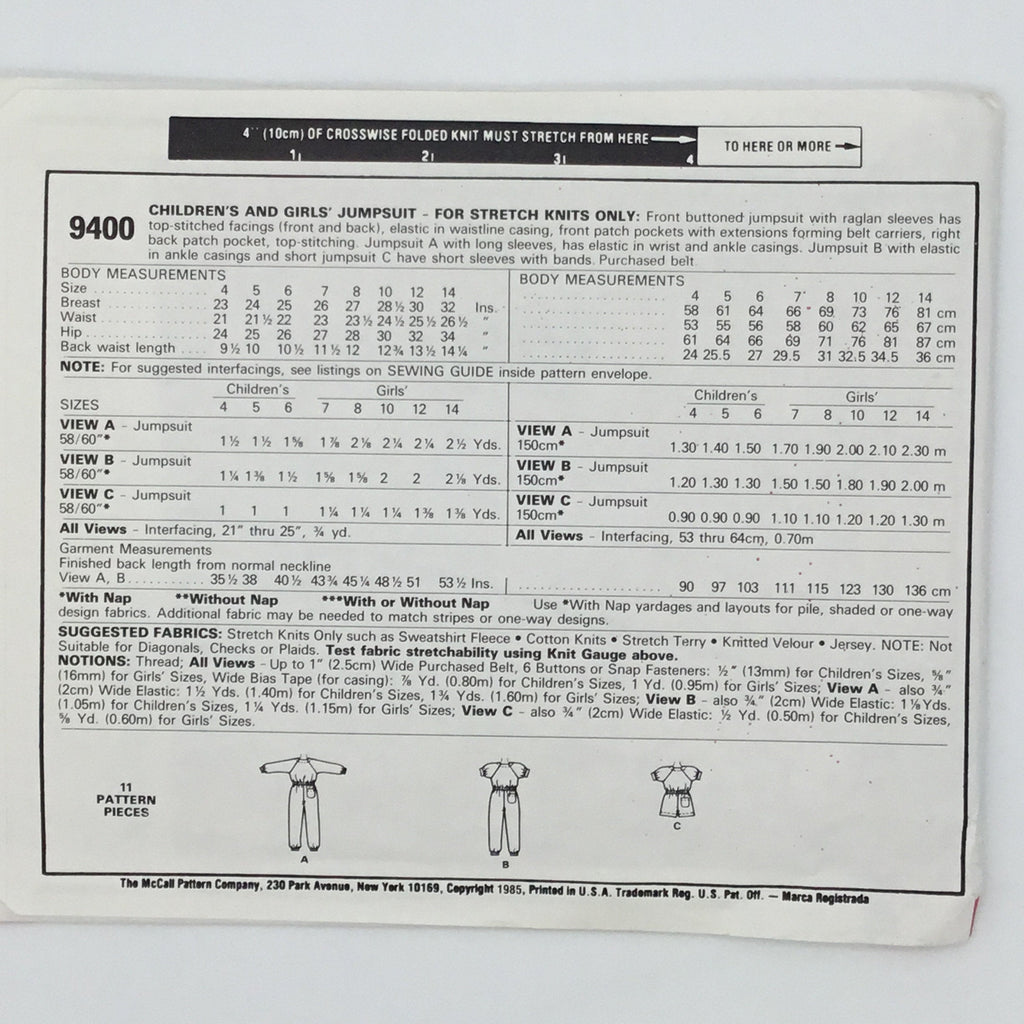 4" (10cm) OF CROSSWISE FOLDED KNIT MUST STRETCH FROM HERE TO HERE OR MORE
1 2 3 4
9400
CHILDREN'S AND GIRLS' JUMPSUIT - FOR STRETCH KNITS ONLY: Front buttoned jumpsuit with raglan sleeves has
top-stitched facings (front and back), elastic in waistline casing, front patch pockets with extensions forming belt carriers, right
back patch pocket, top-stitching. Jumpsuit A with long sleeves, has elastic in wrist and ankle casings. Jumpsuit B with elastic
in ankle casings and short jumpsuit C have short sleeves with bands. Purchased belt.
BODY MEASUREMENTS
Size 4 5 6 7 8 10 12 14
Breast 23 24 25 26 27 28½ 30 32 Ins.
Waist 21 21½ 22 23 23½ 24½ 25½ 26½ "
Hip 24 25 26 27 28 30 32 34 "
Back waist length 9½ 10 10½ 11½ 12 12¾ 13½ 14¼ "
BODY MEASUREMENTS
4 5 6 7 8 10 12 14
58 61 64 66 69 73 76 81 cm
53 55 56 58 60 62 65 67 cm
61 64 66 69 71 76 81 87 cm
24 25.5 27 29.5 31 32.5 34.5 36 cm
NOTE: For suggested interfacings, see listings on SEWING GUIDE inside pattern envelope.
Children's Girls'
SIZES 4 5 6 7 8 10 12 14
VIEW A - Jumpsuit
58/60"* 1½ 1½ 1⅝ 1⅞ 2⅛ 2¼ 2¼ 2½ Yds.
VIEW B - Jumpsuit
58/60"* 1¼ 1⅜ 1½ 1⅝ 1⅝ 2 2 2⅛ Yds.
VIEW C - Jumpsuit
58/60"* 1 1 1 1¼ 1¼ 1¼ 1⅜ 1⅜ Yds.
All Views - Interfacing, 21" thru 25", ¾ yd.
Children's Girls'
4 5 6 7 8 10 12 14
VIEW A - Jumpsuit
150cm* 1.30 1.40 1.50 1.70 1.90 2.00 2.10 2.30 m
VIEW B - Jumpsuit
150cm* 1.20 1.30 1.30 1.50 1.50 1.80 1.90 2.00 m
VIEW C - Jumpsuit
150cm* 0.90 0.90 0.90 1.10 1.10 1.20 1.20 1.30 m
All Views - Interfacing, 53 thru 64cm, 0.70m
Garment Measurements
Finished back length from normal neckline
View A, B 35½ 38 40½ 43¾ 45¼ 48½ 51 53½ Ins. 90 97 103 111 115 123 130 136 cm
*With Nap **Without Nap ***With or Without Nap Use *With Nap yardages and layouts for pile, shaded or one-way
design fabrics. Additional fabric may be needed to match stripes or one-way designs.
SUGGESTED FABRICS: Stretch Knits Only such as Sweatshirt Fleece • Cotton Knits • Stretch Terry • Knitted Velour • Jersey. NOTE: Not
Suitable for Diagonals, Checks or Plaids. Test fabric stretchability using Knit Gauge above.
NOTIONS: Thread; All Views - Up to 1" (2.5cm) Wide Purchased Belt, 6 Buttons or Snap Fasteners: ½" (13mm) for Children's Sizes, ⅝"
(16mm) for Girls' Sizes, Wide Bias Tape (for casing): ⅞ Yd. (0.80m) for Children's Sizes, 1 Yd. (0.95m) for Girls' Sizes; View A - also ¾"
(2cm) Wide Elastic: 1½ Yds. (1.40m) for Children's Sizes, 1¾ Yds. (1.60m) for Girls' Sizes; View B - also ¾" (2cm) Wide Elastic: 1⅛ Yds.
(1.05m) for Children's Sizes, 1¼ Yds. (1.15m) for Girls' Sizes; View C - also ¾" (2cm) Wide Elastic: ½ Yd. (0.50m) for Children's Sizes,
⅝ Yd. (0.60m) for Girls' Sizes.
11
PATTERN
PIECES
A
B
C
The McCall Pattern Company, 230 Park Avenue, New York 10169, Copyright 1985, Printed in U.S.A. Trademark Reg. U.S. Pat. Off. — Marca Registrada